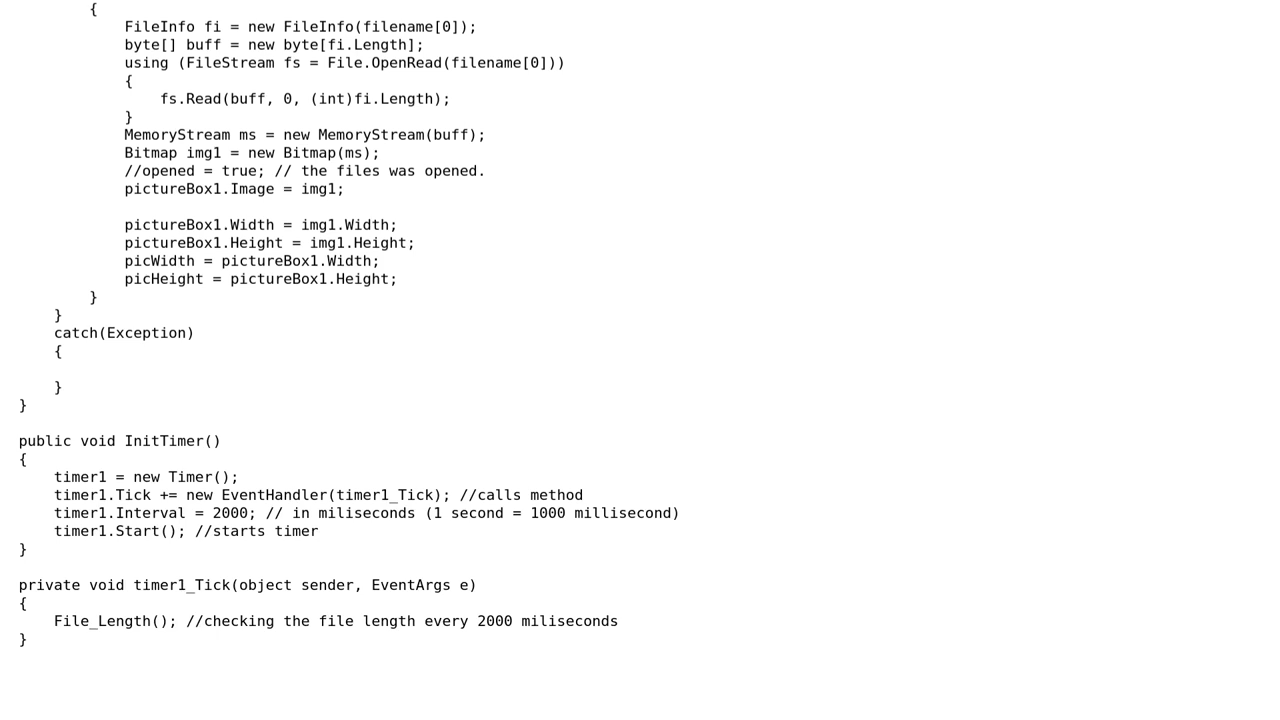 {
FileInfo fi = new FileInfo(filename[0]);
byte[] buff = new byte[fi.Length];
using (FileStream fs = File.OpenRead(filename[0]))
{
fs.Read(buff, 0, (int)fi.Length);
}
MemoryStream ms = new MemoryStream(buff);
Bitmap img1 = new Bitmap(ms);
//opened = true; // the files was opened.
pictureBox1.Image = img1;
pictureBox1.Width = img1.Width;
pictureBox1.Height = img1.Height;
picWidth = pictureBox1.Width;
picHeight = pictureBox1.Height;
}
}
catch(Exception)
{
}
}
public void InitTimer()
{
timer1 = new Timer();
timer1.Tick += new EventHandler(timer1_Tick); //calls method
timer1.Interval = 2000; // in miliseconds (1 second = 1000 millisecond)
timer1.Start(); //starts timer
}
private void timer1_Tick(object sender, EventArgs e)
{
File_Length(); //checking the file length every 2000 miliseconds
}